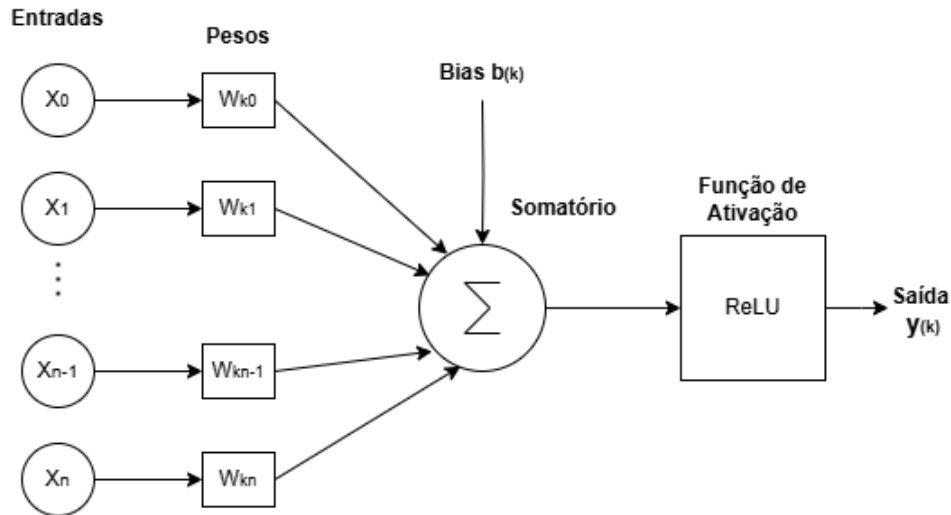 Entradas
Pesos
X0
Wk0
Bias b(k)
X1
Wk1
Somatório
Função de
Ativação
Σ
ReLU
Saída
y(k)
Xn-1
Wkn-1
Xn
Wkn